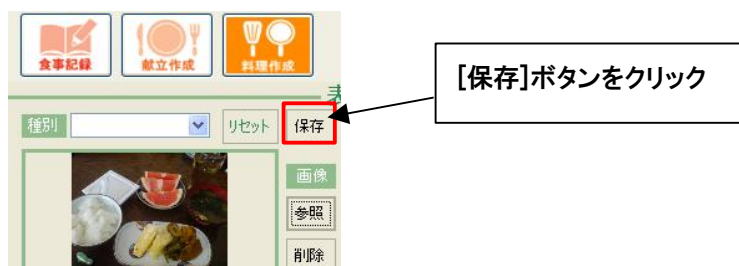 食事記録
献立作成
料理作成
[保存]ボタンをクリック
種別
リセット
保存
画像
参照
削除